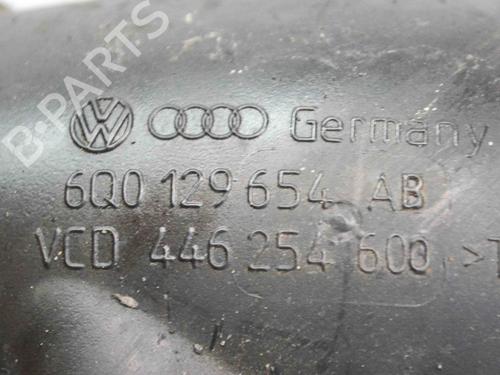 B-PARTS
Germany
6Q0 129 654 AB
VCD 446 254 600 >T